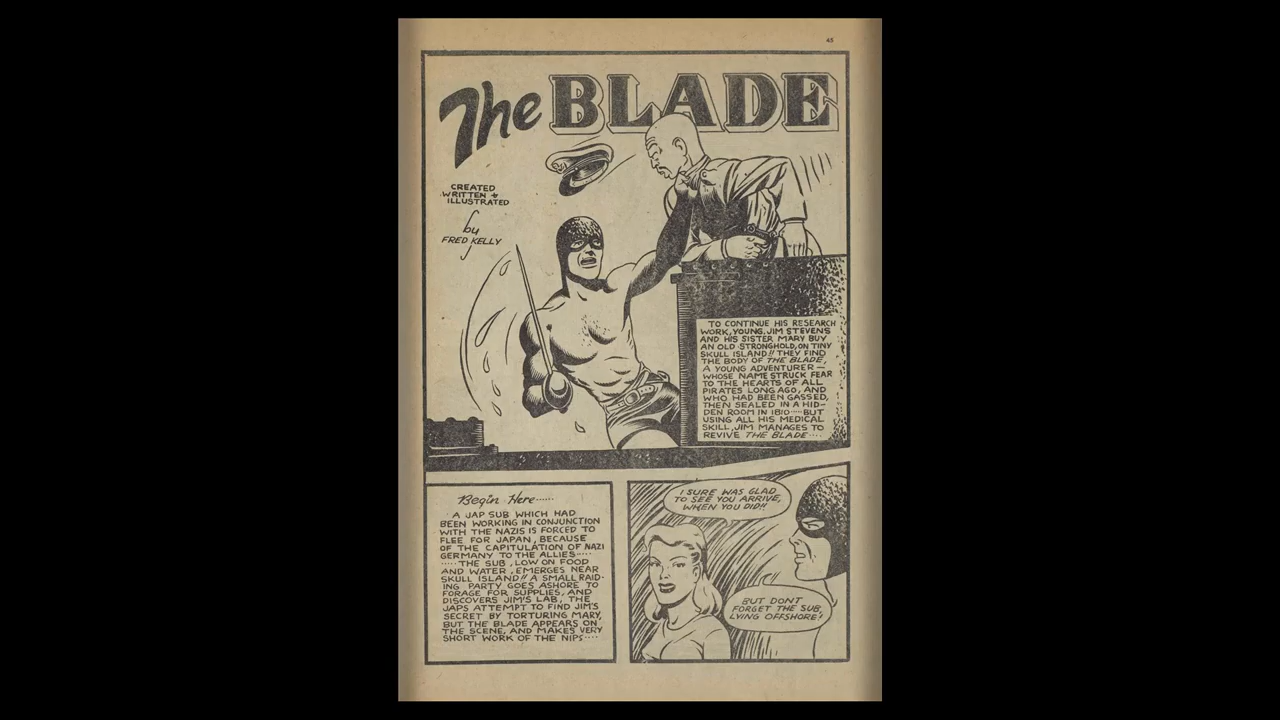 45
The BLADE
CREATED
WRITTEN +
ILLUSTRATED
by
FRED KELLY
TO CONTINUE HIS RESEARCH
WORK, YOUNG, JIM STEVENS
AND HIS SISTER MARY BUY
AN OLD STRONGHOLD, ON TINY
SKULL ISLAND!! THEY FIND
THE BODY OF THE BLADE,
A YOUNG ADVENTURER —
WHOSE NAME STRUCK FEAR
TO THE HEARTS OF ALL
PIRATES LONG AGO, AND
WHO HAD BEEN GASSED,
THEN SEALED IN A HID-
DEN ROOM IN 1810·····BUT
USING ALL HIS MEDICAL
SKILL, JIM MANAGES TO
REVIVE THE BLADE····
Begin Here······
A JAP SUB WHICH HAD
BEEN WORKING IN CONJUNCTION
WITH THE NAZIS IS FORCED TO
FLEE FOR JAPAN, BECAUSE
OF THE CAPITULATION OF NAZI
GERMANY TO THE ALLIES·····
·····THE SUB, LOW ON FOOD
AND WATER, EMERGES NEAR
SKULL ISLAND!! A SMALL RAID-
ING PARTY GOES ASHORE TO
FORAGE FOR SUPPLIES, AND
DISCOVERS JIM'S LAB, THE
JAPS ATTEMPT TO FIND JIM'S
SECRET BY TORTURING MARY,
BUT THE BLADE APPEARS ON
THE SCENE, AND MAKES VERY
SHORT WORK OF THE NIPS····
I SURE WAS GLAD
TO SEE YOU ARRIVE,
WHEN YOU DID!!
BUT DON'T
FORGET THE SUB,
LYING OFFSHORE!